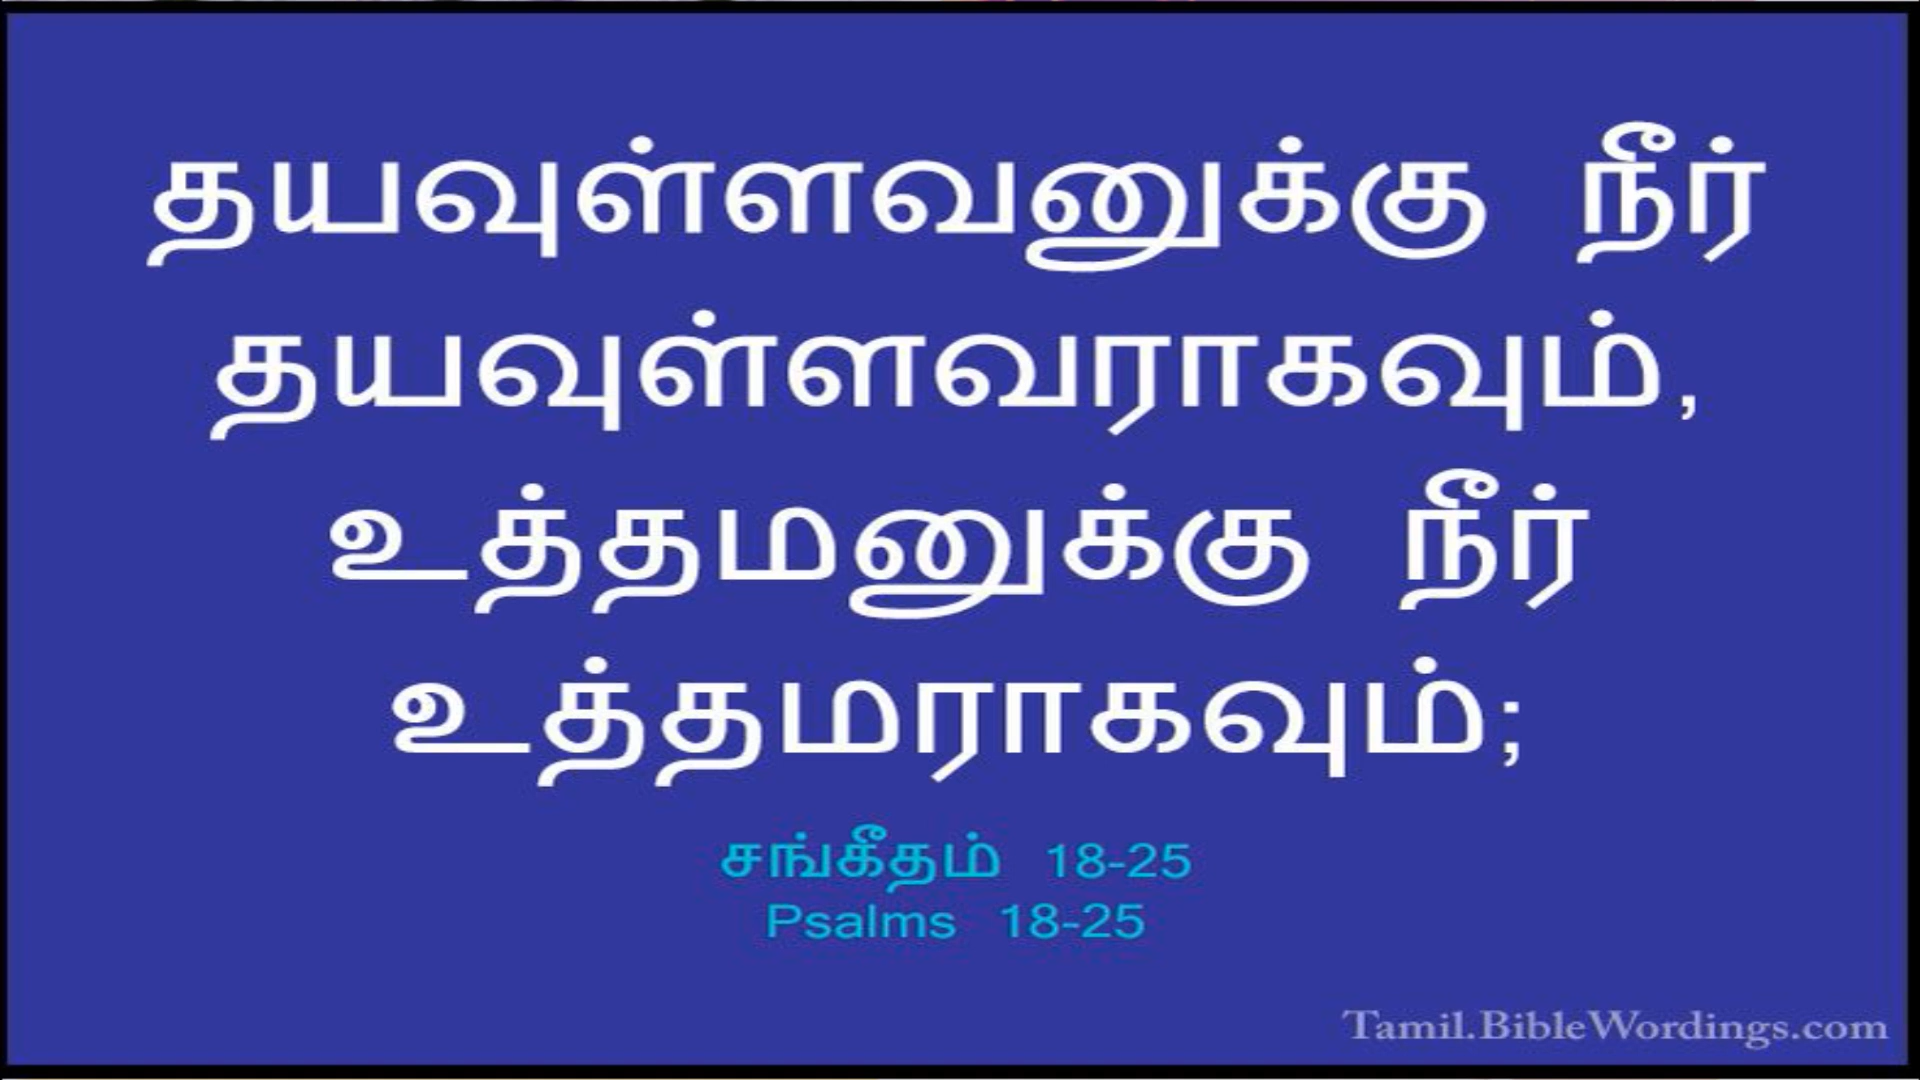 தயவுள்ளவனுக்கு நீர்
தயவுள்ளவராகவும்,
உத்தமனுக்கு நீர்
உத்தமராகவும்;
சங்கீதம் 18-25
Psalms 18-25
Tamil.BibleWordings.com